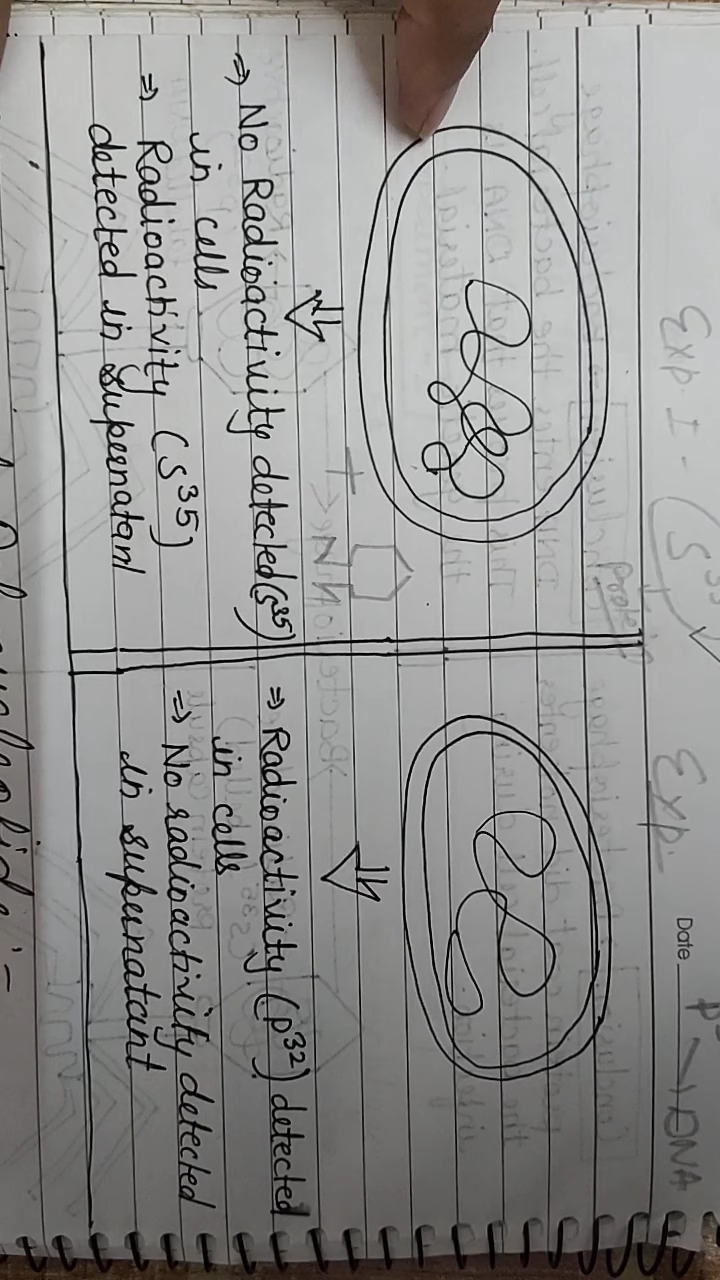 Exp. I - (S35)
Protein
Exp.
Date
P
→ DNA
⇒ No Radioactivity detected (S35)
in cells
⇒ Radioactivity (S35)
detected in Supernatant
⇒ Radioactivity (P32) detected
in cells
⇒ No radioactivity detected
in supernatant